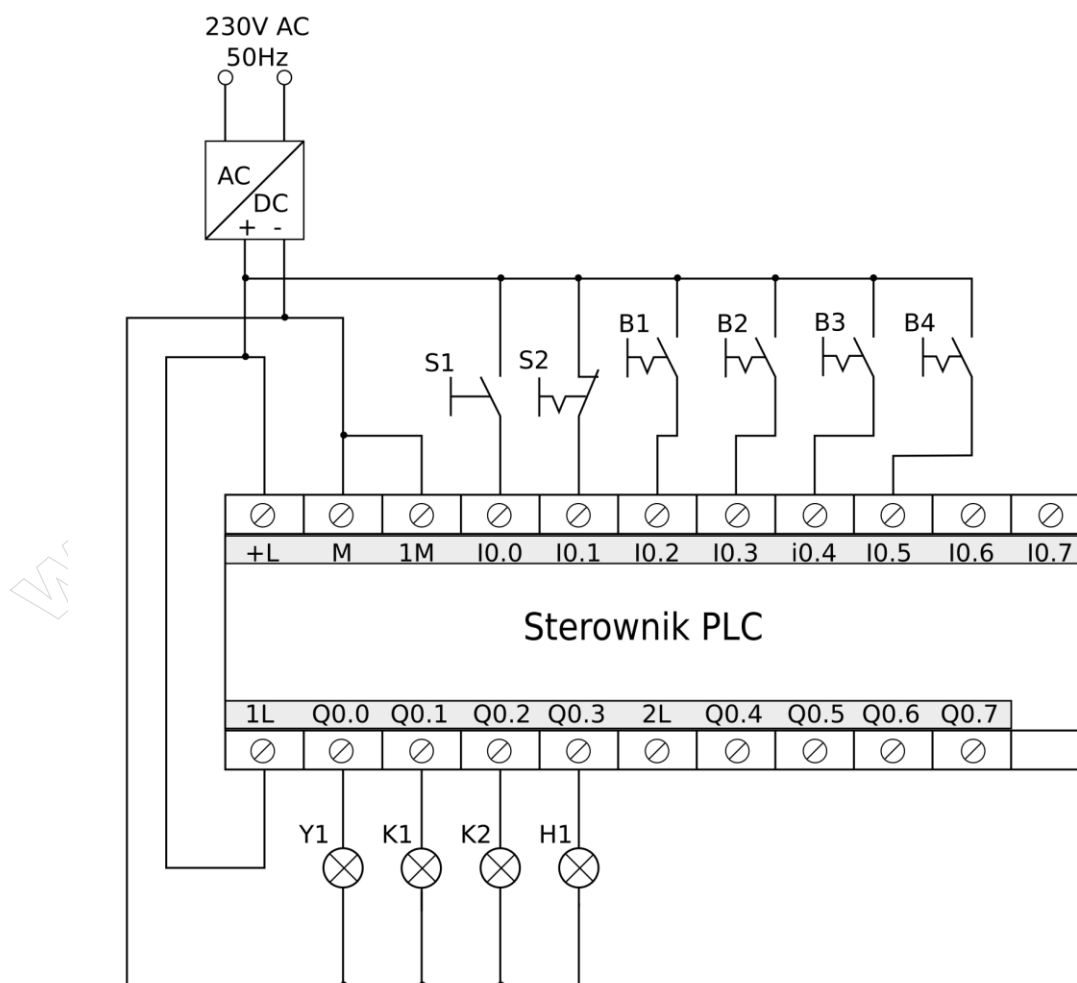 230V AC
50Hz
AC
DC
+ -
S1 S2 B1 B2 B3 B4
+L M 1M I0.0 I0.1 I0.2 I0.3 i0.4 I0.5 I0.6 I0.7
Sterownik PLC
1L Q0.0 Q0.1 Q0.2 Q0.3 2L Q0.4 Q0.5 Q0.6 Q0.7
Y1 K1 K2 H1